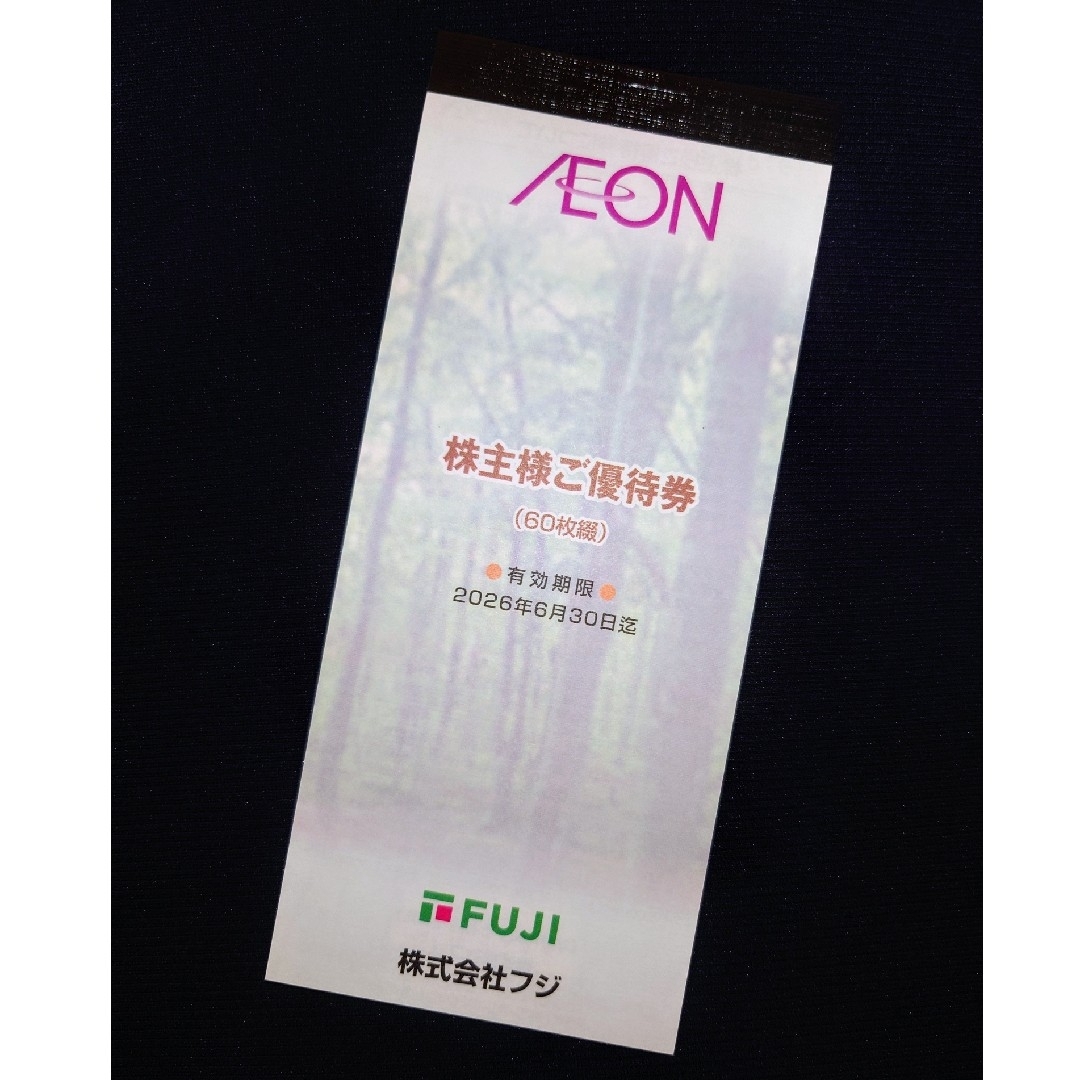 ÆON
株主様ご優待券
(60枚綴)
●有効期限●
2026年6月30日迄
FUJI
株式会社フジ